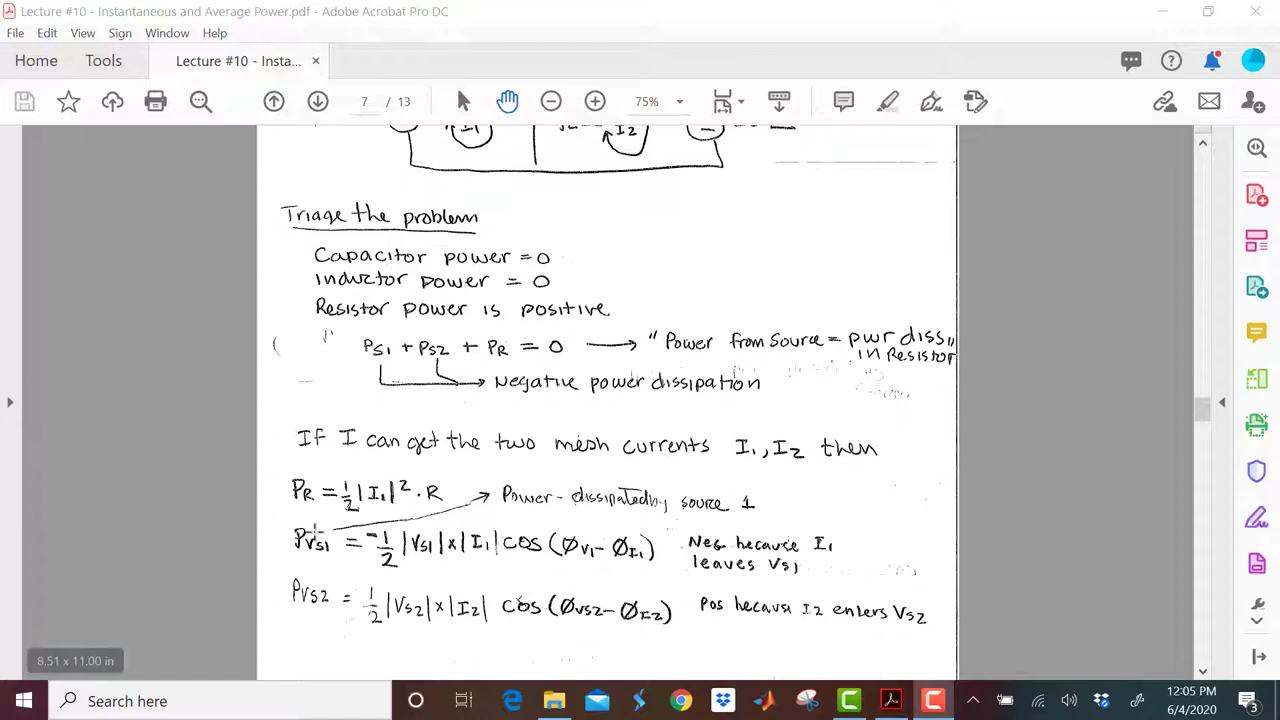 Lecture #10 - Instantaneous and Average Power.pdf - Adobe Acrobat Pro DC
File Edit View Sign Window Help
Home Tools Lecture #10 - Insta... ×
7 / 13 75%
I1 I2
Triage the problem
Capacitor power = 0
Inductor power = 0
Resistor power is positive
PS1 + PS2 + PR = 0 → "Power from Source = pwr diss
in Resistor
Negative power dissipation
If I can get the two mesh currents I1, I2 then
PR = 1/2 |I1|² · R → Power - dissipated by source 1
PVS1 = -1/2 |VS1| × |I1| cos (ØV1 - ØI1) Neg because I1
leaves VS1
PVS2 = 1/2 |VS2| × |I2| cos (ØVS2 - ØI2) Pos because I2 enters VS2
8.51 x 11.00 in
Search here
12:05 PM
6/4/2020
3